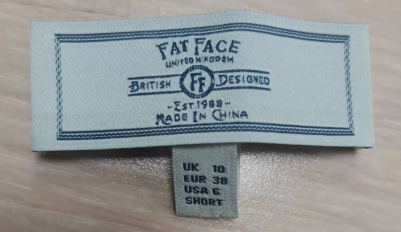 FAT FACE
UNITED KINGDOM
BRITISH FF DESIGNED
-EST.1988-
MADE IN CHINA
UK 10
EUR 38
USA 6
SHORT